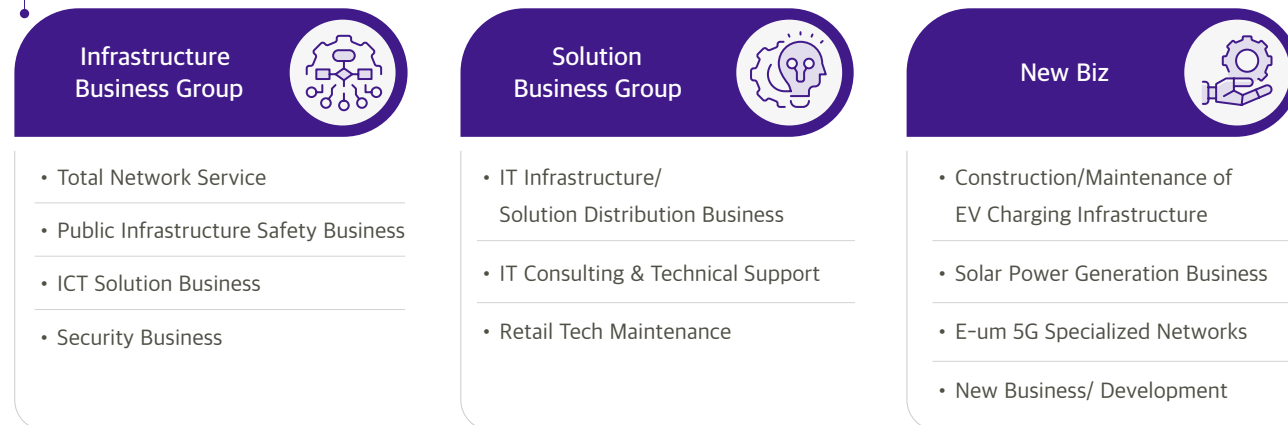 Infrastructure
Business Group
• Total Network Service
• Public Infrastructure Safety Business
• ICT Solution Business
• Security Business
Solution
Business Group
• IT Infrastructure/
Solution Distribution Business
• IT Consulting & Technical Support
• Retail Tech Maintenance
New Biz
• Construction/Maintenance of
EV Charging Infrastructure
• Solar Power Generation Business
• E-um 5G Specialized Networks
• New Business/ Development